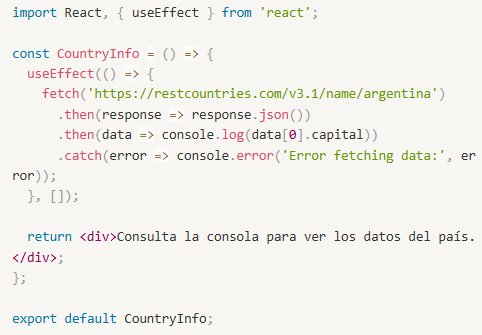 import React, { useEffect } from 'react';

const CountryInfo = () => {
  useEffect(() => {
    fetch('https://restcountries.com/v3.1/name/argentina')
      .then(response => response.json())
      .then(data => console.log(data[0].capital))
      .catch(error => console.error('Error fetching data:', er
ror));
  }, []);

  return <div>Consulta la consola para ver los datos del país.
</div>;
};

export default CountryInfo;